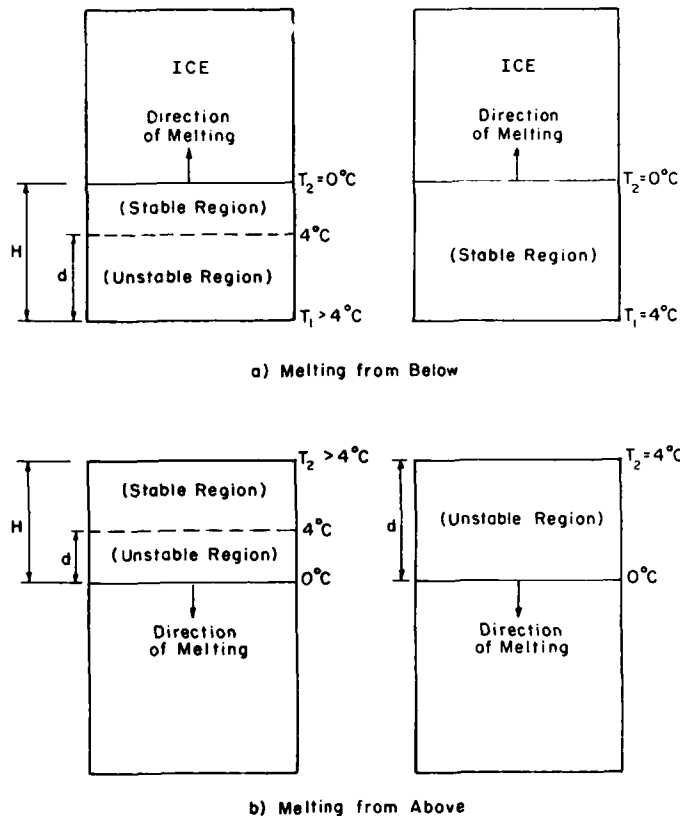 ICE
Direction
of Melting
T₂=0°C
(Stable Region)
4°C
H
d
(Unstable Region)
T₁>4°C
ICE
Direction
of Melting
T₂=0°C
(Stable Region)
T₁=4°C
a) Melting from Below
T₂>4°C
(Stable Region)
H
4°C
d
(Unstable Region)
0°C
Direction
of Melting
T₂=4°C
d
(Unstable Region)
0°C
Direction
of Melting
b) Melting from Above